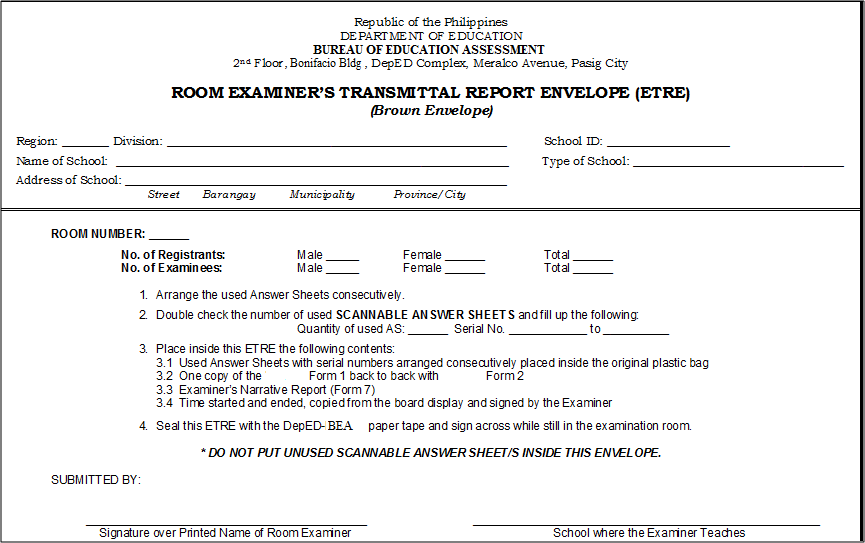 Republic of the Philippines
DEPARTMENT OF EDUCATION
BUREAU OF EDUCATION ASSESSMENT
2nd Floor, Bonifacio Bldg , DepED Complex, Meralco Avenue, Pasig City
ROOM EXAMINER'S TRANSMITTAL REPORT ENVELOPE (ETRE)
(Brown Envelope)
Region: _______ Division: ____________________ School ID: ___________________
Name of School: ____________________ Type of School: ____________________
Address of School: ____________________
Street Barangay Municipality Province/City
ROOM NUMBER: ______
No. of Registrants: Male _____ Female ______ Total ______
No. of Examinees: Male _____ Female ______ Total ______
1. Arrange the used Answer Sheets consecutively.
2. Double check the number of used SCANNABLE ANSWER SHEETS and fill up the following:
Quantity of used AS: ______ Serial No. ____________ to __________
3. Place inside this ETRE the following contents:
3.1 Used Answer Sheets with serial numbers arranged consecutively placed inside the original plastic bag
3.2 One copy of the Form 1 back to back with Form 2
3.3 Examiner's Narrative Report (Form 7)
3.4 Time started and ended, copied from the board display and signed by the Examiner
4. Seal this ETRE with the DepED-BEA paper tape and sign across while still in the examination room.
* DO NOT PUT UNUSED SCANNABLE ANSWER SHEET/S INSIDE THIS ENVELOPE.
SUBMITTED BY:
Signature over Printed Name of Room Examiner School where the Examiner Teaches